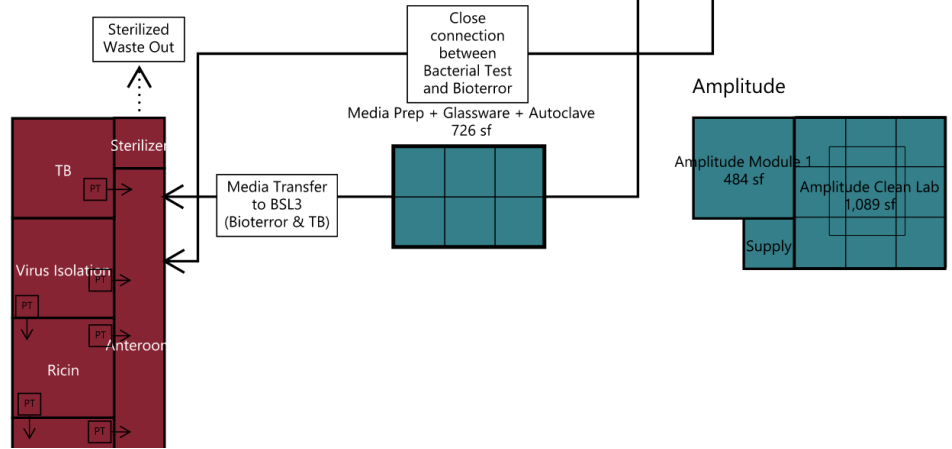 Sterilized
Waste Out
Close
connection
between
Bacterial Test
and Bioterror
Amplitude
Media Prep + Glassware + Autoclave
726 sf
Sterilizer
TB
PT
Media Transfer
to BSL3
(Bioterror & TB)
Amplitude Module 1
484 sf
Amplitude Clean Lab
1,089 sf
Supply
Virus Isolation
PT
PT
PT
Anteroom
Ricin
PT
PT